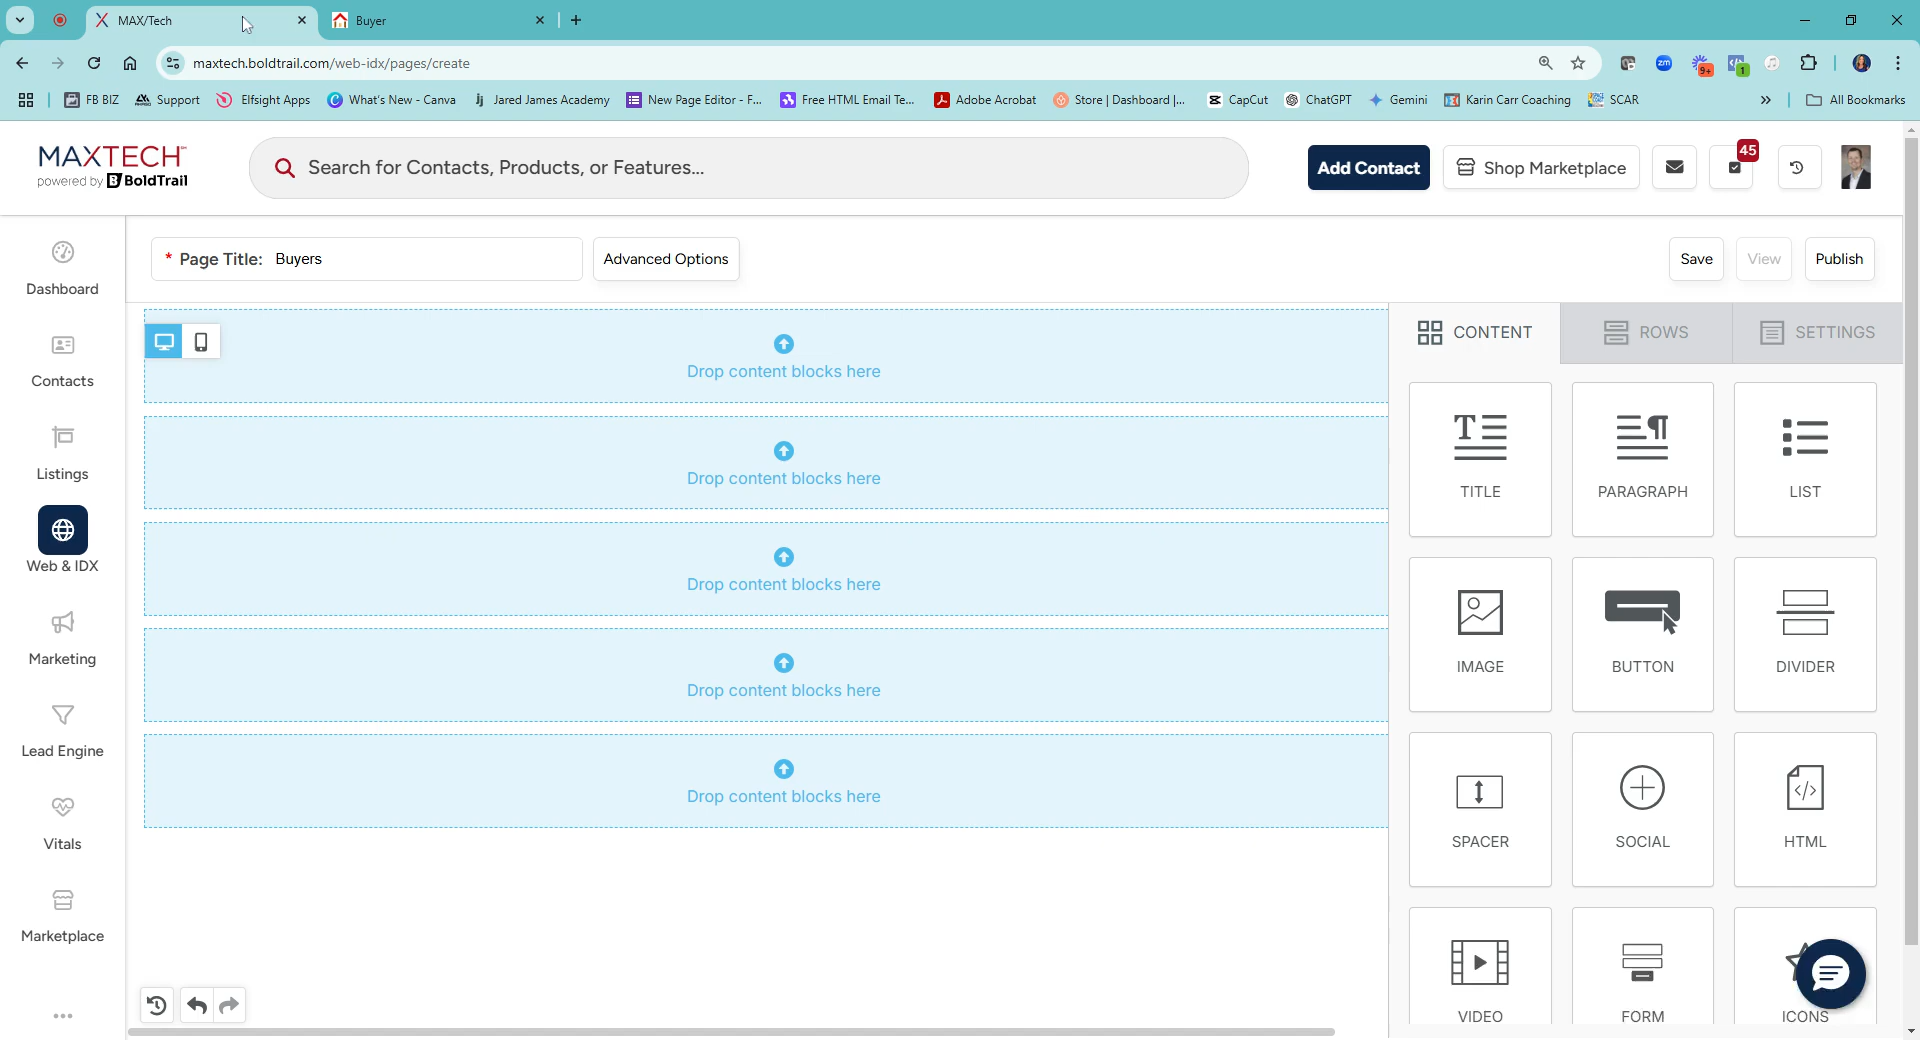 MAX/Tech
Buyer
maxtech.boldtrail.com/web-idx/pages/create
zm
9+
1
FB BIZ
Support
Elfsight Apps
What's New - Canva
Jared James Academy
New Page Editor - F...
Free HTML Email Te...
Adobe Acrobat
Store | Dashboard |...
CapCut
ChatGPT
Gemini
Karin Carr Coaching
SCAR
All Bookmarks
MAXTECH
powered by BoldTrail
Search for Contacts, Products, or Features...
Add Contact
Shop Marketplace
45
Dashboard
Contacts
Listings
Web & IDX
Marketing
Lead Engine
Vitals
Marketplace
* Page Title: Buyers
Advanced Options
Save
View
Publish
Drop content blocks here
Drop content blocks here
Drop content blocks here
Drop content blocks here
Drop content blocks here
CONTENT
ROWS
SETTINGS
TITLE
PARAGRAPH
LIST
IMAGE
BUTTON
DIVIDER
SPACER
SOCIAL
HTML
VIDEO
FORM
ICONS